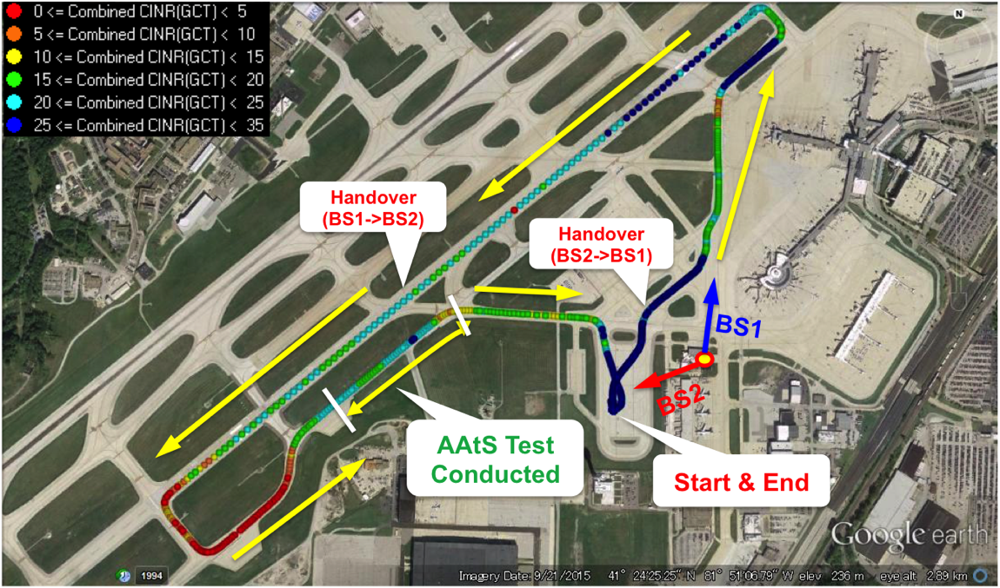 0 <= Combined CINR(GCT) < 5
5 <= Combined CINR(GCT) < 10
10 <= Combined CINR(GCT) < 15
15 <= Combined CINR(GCT) < 20
20 <= Combined CINR(GCT) < 25
25 <= Combined CINR(GCT) < 35
N
Handover
(BS1->BS2)
Handover
(BS2->BS1)
BS1
BS2
AAtS Test
Conducted
Start & End
Google earth
1994
Imagery Date: 9/21/2015 41° 24'25.25" N 81° 51'06.79" W elev 236 m eye alt 2.89 km